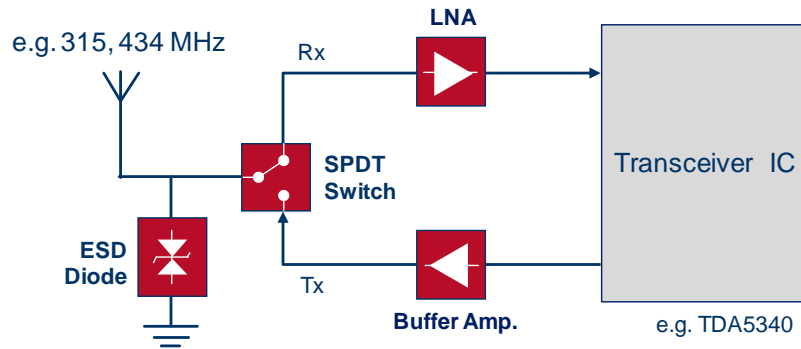 LNA
e.g. 315, 434 MHz
Rx
SPDT
Switch
Transceiver IC
ESD
Diode
Tx
Buffer Amp.
e.g. TDA5340